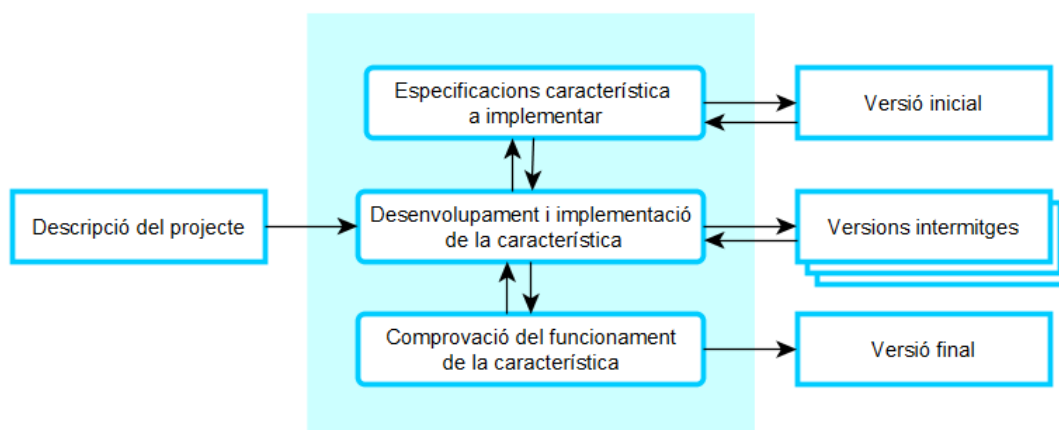 Especificacions característica
a implementar
Versió inicial
Descripció del projecte
Desenvolupament i implementació
de la característica
Versions intermitges
Comprovació del funcionament
de la característica
Versió final